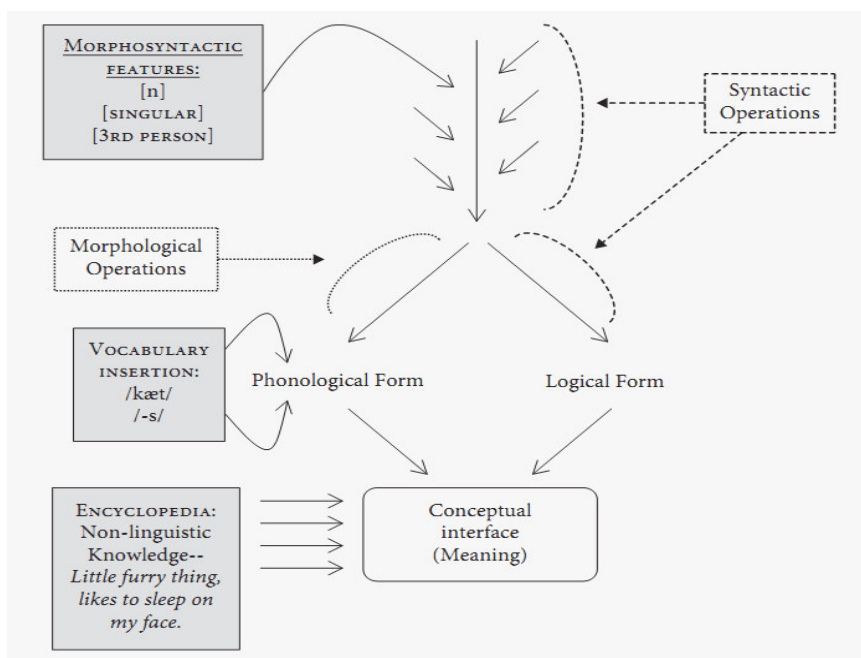 MORPHOSYNTACTIC
FEATURES:
[n]
[SINGULAR]
[3RD PERSON]
Syntactic
Operations
Morphological
Operations
VOCABULARY
INSERTION:
/kæt/
/-s/
Phonological Form
Logical Form
ENCYCLOPEDIA:
Non-linguistic
Knowledge--
Little furry thing,
likes to sleep on
my face.
Conceptual
interface
(Meaning)